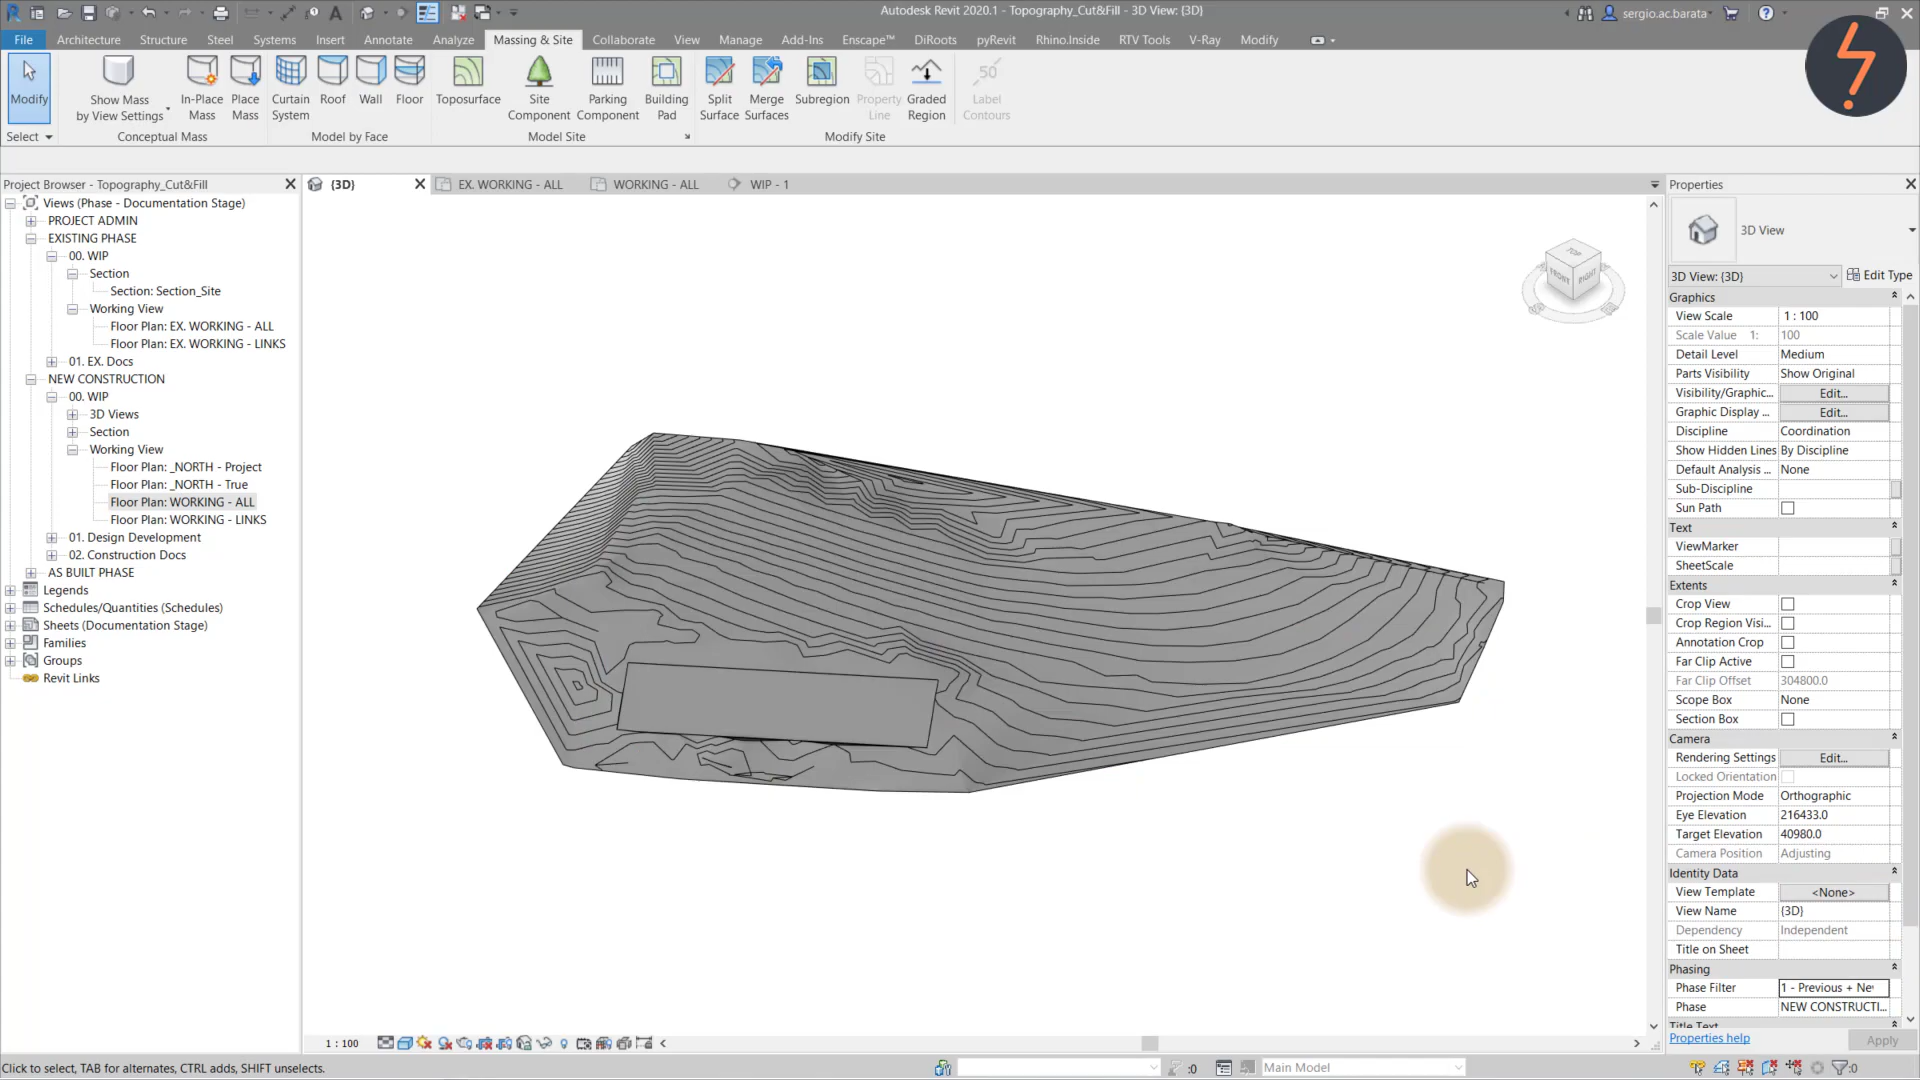 Autodesk Revit 2020.1 - Topography_Cut&Fill - 3D View: {3D}
sergio.ac.barata
File Architecture Structure Steel Systems Insert Annotate Analyze Massing & Site Collaborate View Manage Add-Ins Enscape™ DiRoots pyRevit Rhino.Inside RTV Tools V-Ray Modify
Modify
Show Mass by View Settings
In-Place Mass
Place Mass
Curtain System
Roof
Wall
Floor
Toposurface
Site Component
Parking Component
Building Pad
Split Surface
Merge Surfaces
Subregion
Property Line
Graded Region
50
Label Contours
Select
Conceptual Mass
Model by Face
Model Site
Modify Site
Project Browser - Topography_Cut&Fill
Views (Phase - Documentation Stage)
PROJECT ADMIN
EXISTING PHASE
00. WIP
Section
Section: Section_Site
Working View
Floor Plan: EX. WORKING - ALL
Floor Plan: EX. WORKING - LINKS
01. EX. Docs
NEW CONSTRUCTION
00. WIP
3D Views
Section
Working View
Floor Plan: _NORTH - Project
Floor Plan: _NORTH - True
Floor Plan: WORKING - ALL
Floor Plan: WORKING - LINKS
01. Design Development
02. Construction Docs
AS BUILT PHASE
Legends
Schedules/Quantities (Schedules)
Sheets (Documentation Stage)
Families
Groups
Revit Links
{3D}
EX. WORKING - ALL
WORKING - ALL
WIP - 1
TOP
FRONT
RIGHT
Properties
3D View
3D View: {3D}
Edit Type
Graphics
View Scale 1 : 100
Scale Value 1: 100
Detail Level Medium
Parts Visibility Show Original
Visibility/Graphic... Edit...
Graphic Display ... Edit...
Discipline Coordination
Show Hidden Lines By Discipline
Default Analysis ... None
Sub-Discipline
Sun Path
Text
ViewMarker
SheetScale
Extents
Crop View
Crop Region Visi...
Annotation Crop
Far Clip Active
Far Clip Offset 304800.0
Scope Box None
Section Box
Camera
Rendering Settings Edit...
Locked Orientation
Projection Mode Orthographic
Eye Elevation 216433.0
Target Elevation 40980.0
Camera Position Adjusting
Identity Data
View Template <None>
View Name {3D}
Dependency Independent
Title on Sheet
Phasing
Phase Filter 1 - Previous + Ne
Phase NEW CONSTRUCTI...
Title Text
Properties help
Apply
1 : 100
Click to select, TAB for alternates, CTRL adds, SHIFT unselects.
:0
Main Model
:0